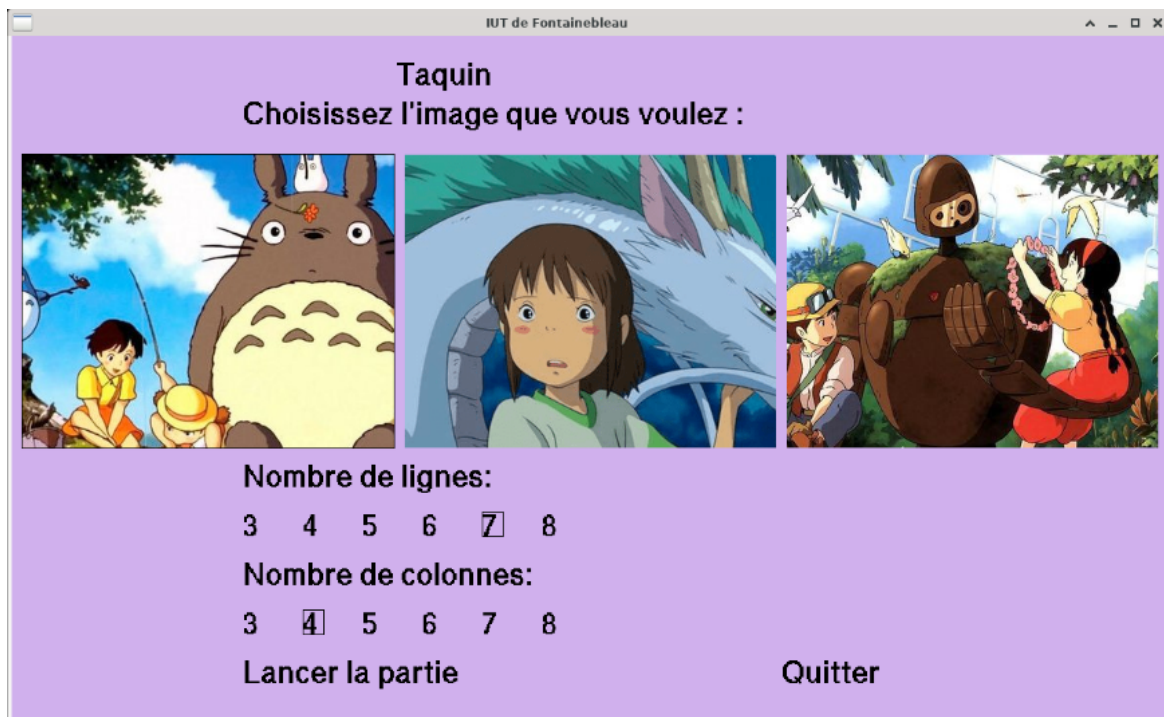 IUT de Fontainebleau
Taquin
Choisissez l'image que vous voulez :
Nombre de lignes:
3 4 5 6 7 8
Nombre de colonnes:
3 4 5 6 7 8
Lancer la partie Quitter